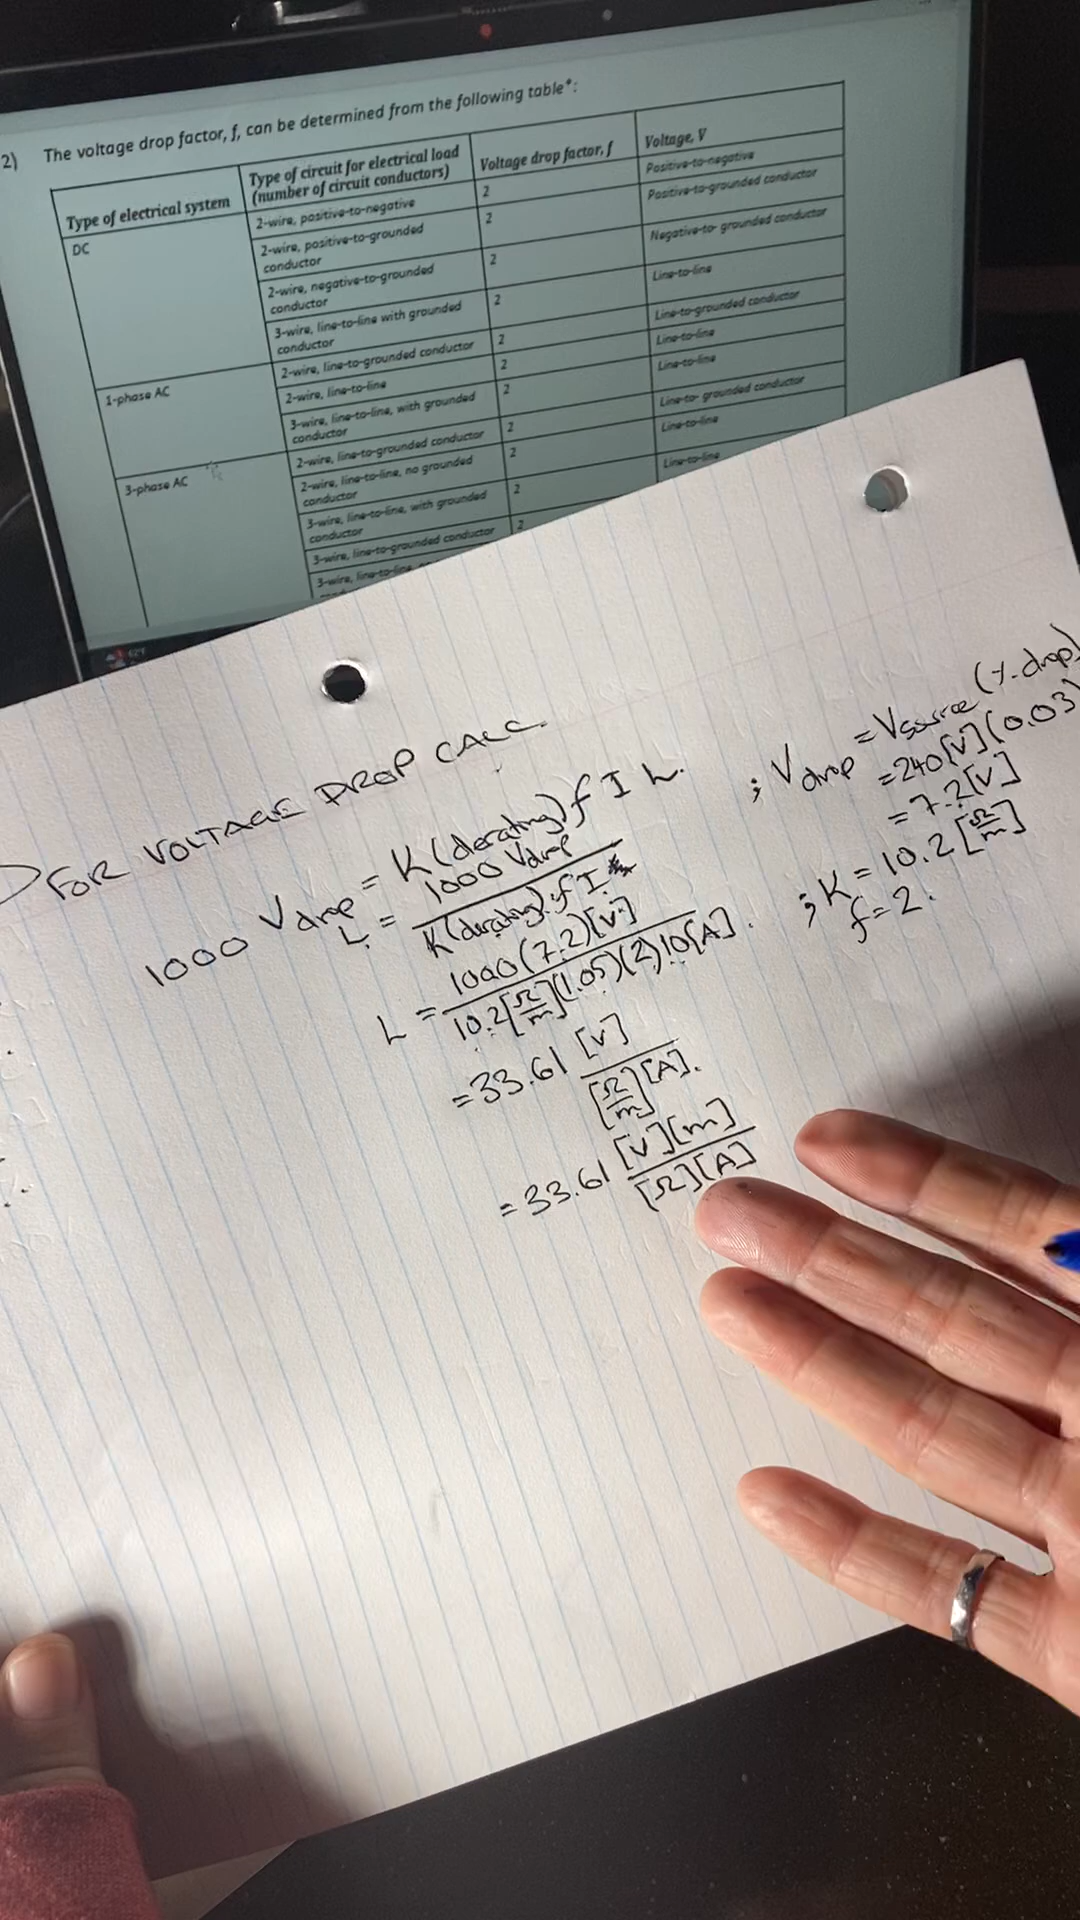 2) The voltage drop factor, f, can be determined from the following table*:
Type of electrical system
Type of circuit for electrical load (number of circuit conductors)
Voltage drop factor, f
Voltage, V
DC
2-wire, positive-to-negative
2
Positive-to-negative
2-wire, positive-to-grounded conductor
2
Positive-to-grounded conductor
2-wire, negative-to-grounded conductor
2
Negative-to- grounded conductor
3-wire, line-to-line with grounded conductor
2
Line-to-line
1-phase AC
2-wire, line-to-grounded conductor
2
Line-to-grounded conductor
2-wire, line-to-line
2
Line-to-line
3-wire, line-to-line, with grounded conductor
2
Line-to-line
3-phase AC
2-wire, line-to-grounded conductor
2
Line-to- grounded conductor
2-wire, line-to-line, no grounded conductor
2
Line-to-line
3-wire, line-to-line, with grounded conductor
2
Line-to-line
3-wire, line-to-grounded conductor
2
3-wire, line-to-line,
62°F
FOR VOLTAGE DROP CALC.
1000 Vdrop = K(derating) f I L.
L = 1000 Vdrop / K(derating) f I
L = 1000(7.2)[V] / 10.2[Ω/m](1.05)(2)10[A].
= 33.61 [V] / [Ω/m][A].
= 33.61 [V][m] / [Ω][A]
; Vdrop = Vsource (%.drop)
= 240[V](0.03)
= 7.2[V]
; K = 10.2[Ω/m]
f = 2.